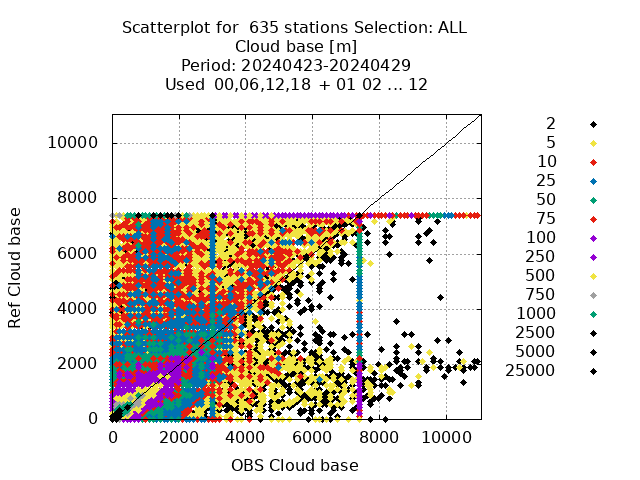 Scatterplot for  635 stations Selection: ALL
Cloud base [m]
Period: 20240423-20240429
Used  00,06,12,18  + 01 02 ... 12
Ref Cloud base
10000
8000
6000
4000
2000
0
0 2000 4000 6000 8000 10000
OBS Cloud base
2
5
10
25
50
75
100
250
500
750
1000
2500
5000
25000